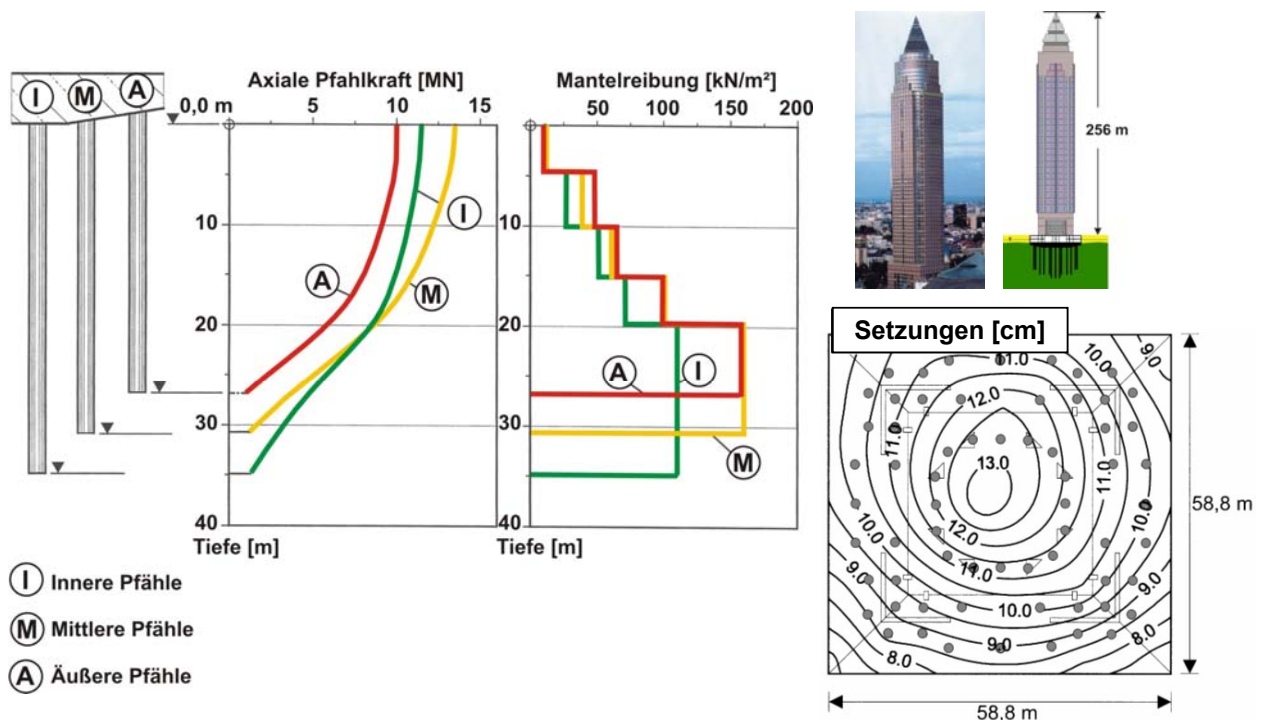 I M A
0,0 m
Axiale Pfahlkraft [MN]
5 10 15
10
20
30
40
Tiefe [m]
I
A
M
Mantelreibung [kN/m²]
50 100 150 200
10
20
30
40
Tiefe [m]
A
I
M
I Innere Pfähle
M Mittlere Pfähle
A Äußere Pfähle
256 m
Setzungen [cm]
11.0
10.0
9.0
12.0
11.0
13.0
11.0
10.0
10.0
12.0
11.0
9.0
9.0
10.0
9.0
8.0
8.0
58,8 m
58,8 m